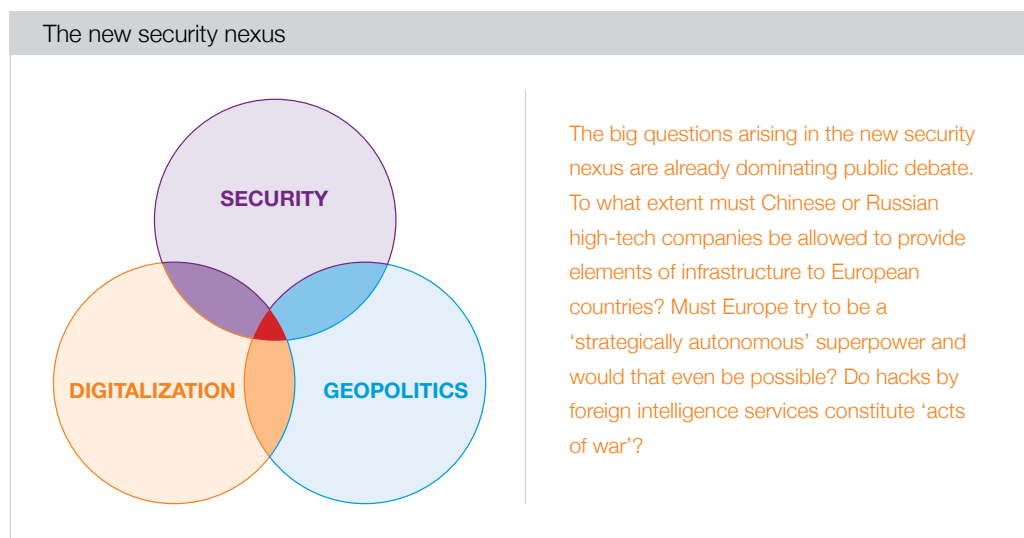 The new security nexus
SECURITY
DIGITALIZATION
GEOPOLITICS
The big questions arising in the new security
nexus are already dominating public debate.
To what extent must Chinese or Russian
high-tech companies be allowed to provide
elements of infrastructure to European
countries? Must Europe try to be a
‘strategically autonomous’ superpower and
would that even be possible? Do hacks by
foreign intelligence services constitute ‘acts
of war’?